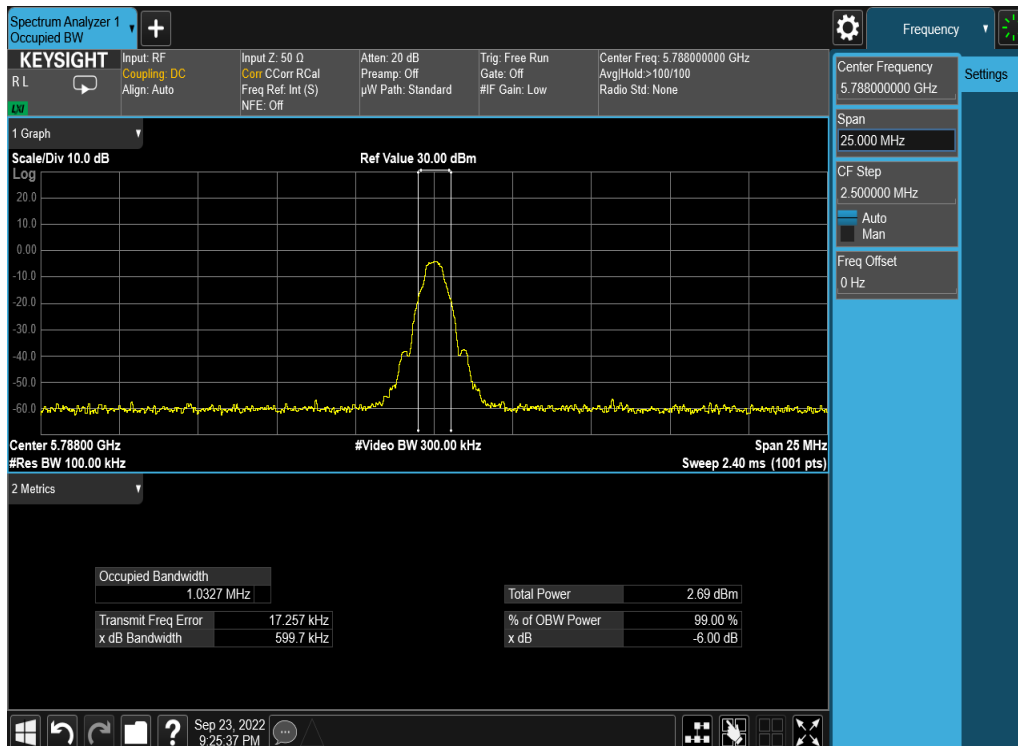 Spectrum Analyzer 1
Occupied BW
Frequency
KEYSIGHT
R L
LXI
Input: RF
Coupling: DC
Align: Auto
Input Z: 50 Ω
Corr CCorr RCal
Freq Ref: Int (S)
NFE: Off
Atten: 20 dB
Preamp: Off
µW Path: Standard
Trig: Free Run
Gate: Off
#IF Gain: Low
Center Freq: 5.788000000 GHz
Avg|Hold:>100/100
Radio Std: None
Center Frequency
5.788000000 GHz
Settings
Span
25.000 MHz
CF Step
2.500000 MHz
Auto
Man
Freq Offset
0 Hz
1 Graph
Scale/Div 10.0 dB
Ref Value 30.00 dBm
Log
20.0
10.0
0.00
-10.0
-20.0
-30.0
-40.0
-50.0
-60.0
Center 5.78800 GHz
#Video BW 300.00 kHz
Span 25 MHz
#Res BW 100.00 kHz
Sweep 2.40 ms (1001 pts)
2 Metrics
Occupied Bandwidth
1.0327 MHz
Total Power 2.69 dBm
Transmit Freq Error 17.257 kHz
% of OBW Power 99.00 %
x dB Bandwidth 599.7 kHz
x dB -6.00 dB
Sep 23, 2022
9:25:37 PM